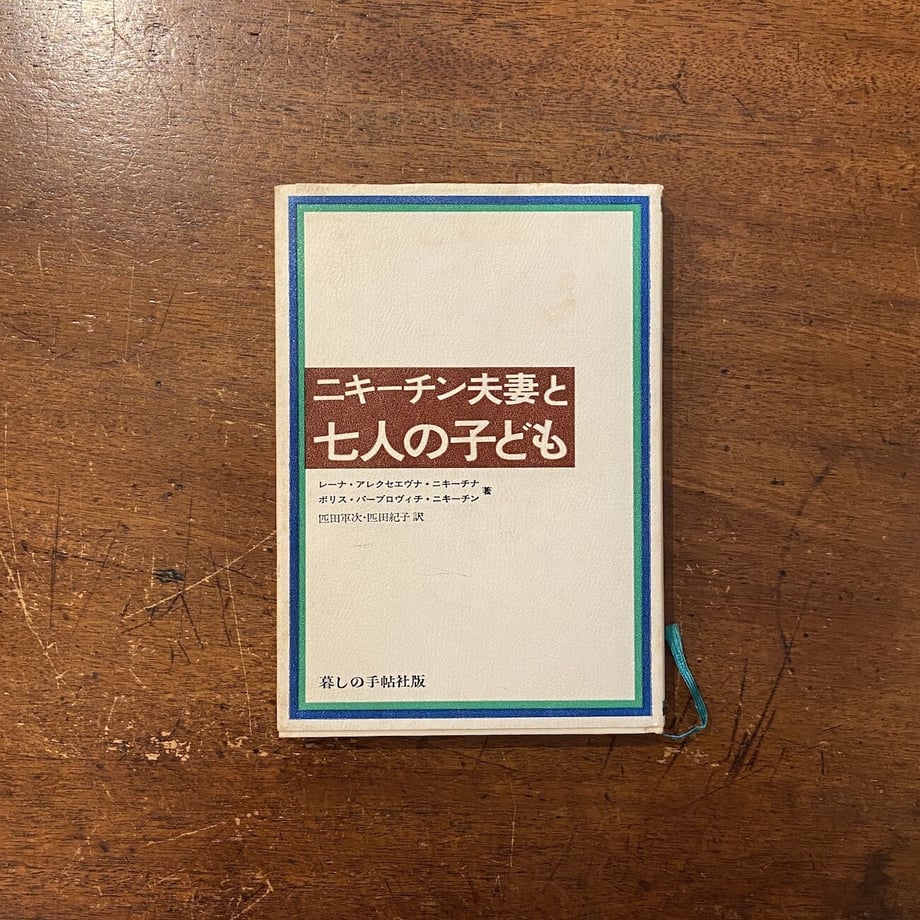 ニキーチン夫妻と
七人の子ども
レーナ・アレクセエヴナ・ニキーチナ
ボリス・パーブロヴィチ・ニキーチン
著
匹田軍次・匹田紀子 訳
暮しの手帖社版